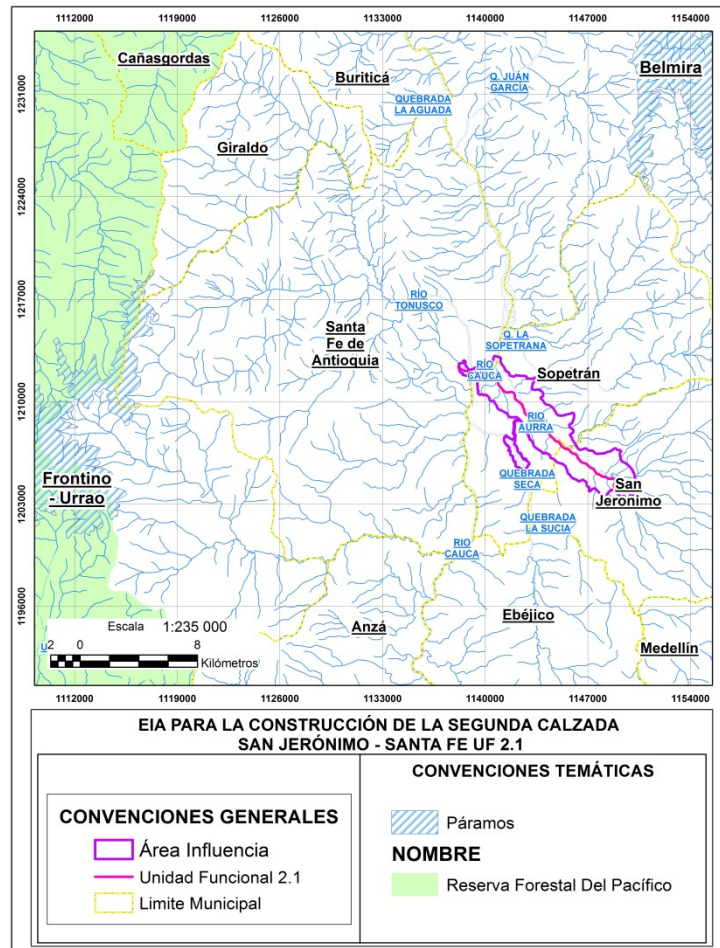 1112000 1119000 1126000 1133000 1140000 1147000 1154000
Cañasgordas
Buriticá
Q. JUÁN
GARCÍA
Belmira
QUEBRADA
LA AGUADA
Giraldo
1231000
1224000
1217000
1210000
1203000
1196000
RÍO
TONUSCO
Santa
Fe de
Antioquia
Q. LA
SOPETRANA
RÍO
CAUCA
Sopetrán
RIO
AURRA
Frontino
- Urrao
QUEBRADA
SECA
San
Jerónimo
QUEBRADA
LA SUCIA
RIO
CAUCA
Anzá
Ebéjico
Medellín
Escala 1:235 000
U
2 0 8
Kilómetros
1112000 1119000 1126000 1133000 1140000 1147000 1154000
EIA PARA LA CONSTRUCCIÓN DE LA SEGUNDA CALZADA
SAN JERÓNIMO - SANTA FE UF 2.1
CONVENCIONES GENERALES
Área Influencia
Unidad Funcional 2.1
Limite Municipal
CONVENCIONES TEMÁTICAS
Páramos
NOMBRE
Reserva Forestal Del Pacífico